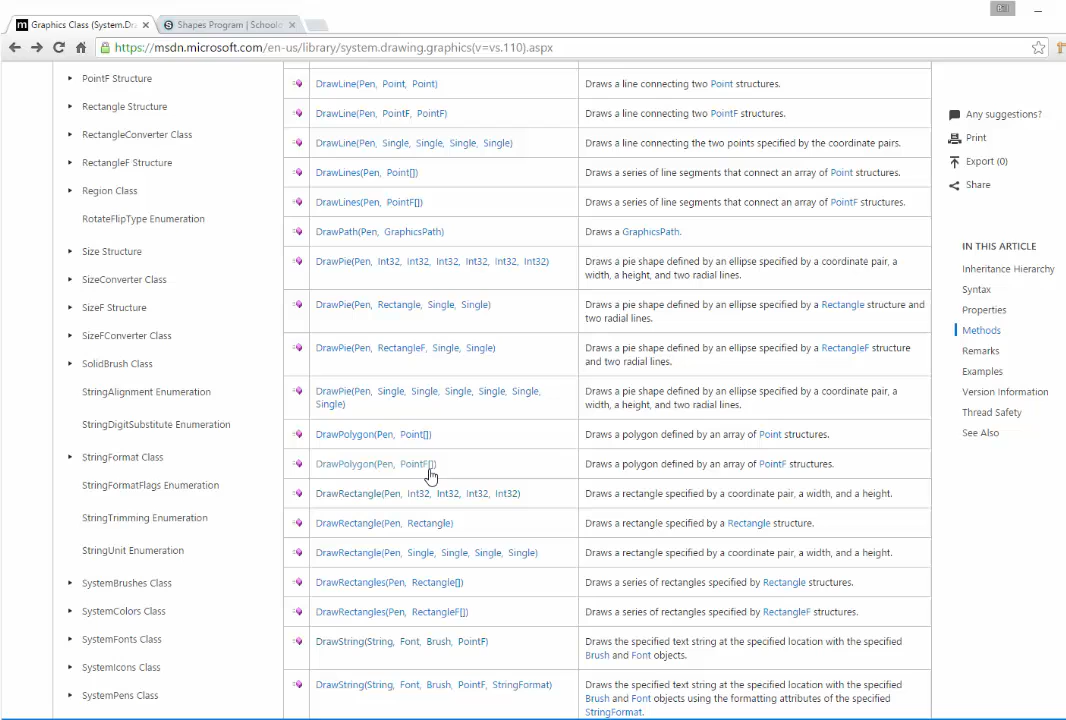 Graphics Class (System.Dr
Shapes Program | Schoolo
https://msdn.microsoft.com/en-us/library/system.drawing.graphics(v=vs.110).aspx
PointF Structure
Rectangle Structure
RectangleConverter Class
RectangleF Structure
Region Class
RotateFlipType Enumeration
Size Structure
SizeConverter Class
SizeF Structure
SizeFConverter Class
SolidBrush Class
StringAlignment Enumeration
StringDigitSubstitute Enumeration
StringFormat Class
StringFormatFlags Enumeration
StringTrimming Enumeration
StringUnit Enumeration
SystemBrushes Class
SystemColors Class
SystemFonts Class
SystemIcons Class
SystemPens Class
DrawLine(Pen, Point, Point) Draws a line connecting two Point structures.
DrawLine(Pen, PointF, PointF) Draws a line connecting two PointF structures.
DrawLine(Pen, Single, Single, Single, Single) Draws a line connecting the two points specified by the coordinate pairs.
DrawLines(Pen, Point[]) Draws a series of line segments that connect an array of Point structures.
DrawLines(Pen, PointF[]) Draws a series of line segments that connect an array of PointF structures.
DrawPath(Pen, GraphicsPath) Draws a GraphicsPath.
DrawPie(Pen, Int32, Int32, Int32, Int32, Int32, Int32) Draws a pie shape defined by an ellipse specified by a coordinate pair, a
width, a height, and two radial lines.
DrawPie(Pen, Rectangle, Single, Single) Draws a pie shape defined by an ellipse specified by a Rectangle structure and
two radial lines.
DrawPie(Pen, RectangleF, Single, Single) Draws a pie shape defined by an ellipse specified by a RectangleF structure
and two radial lines.
DrawPie(Pen, Single, Single, Single, Single, Single, Draws a pie shape defined by an ellipse specified by a coordinate pair, a
Single) width, a height, and two radial lines.
DrawPolygon(Pen, Point[]) Draws a polygon defined by an array of Point structures.
DrawPolygon(Pen, PointF[]) Draws a polygon defined by an array of PointF structures.
DrawRectangle(Pen, Int32, Int32, Int32, Int32) Draws a rectangle specified by a coordinate pair, a width, and a height.
DrawRectangle(Pen, Rectangle) Draws a rectangle specified by a Rectangle structure.
DrawRectangle(Pen, Single, Single, Single, Single) Draws a rectangle specified by a coordinate pair, a width, and a height.
DrawRectangles(Pen, Rectangle[]) Draws a series of rectangles specified by Rectangle structures.
DrawRectangles(Pen, RectangleF[]) Draws a series of rectangles specified by RectangleF structures.
DrawString(String, Font, Brush, PointF) Draws the specified text string at the specified location with the specified
Brush and Font objects.
DrawString(String, Font, Brush, PointF, StringFormat) Draws the specified text string at the specified location with the specified
Brush and Font objects using the formatting attributes of the specified
StringFormat.
Any suggestions?
Print
Export (0)
Share
IN THIS ARTICLE
Inheritance Hierarchy
Syntax
Properties
Methods
Remarks
Examples
Version Information
Thread Safety
See Also